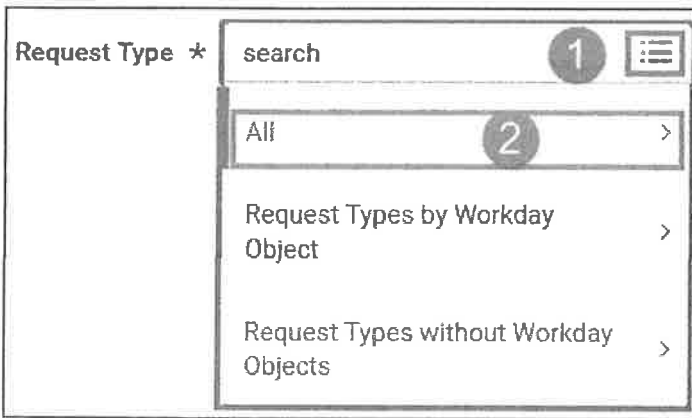 Request Type * search 1
All 2 >
Request Types by Workday >
Object
Request Types without Workday >
Objects